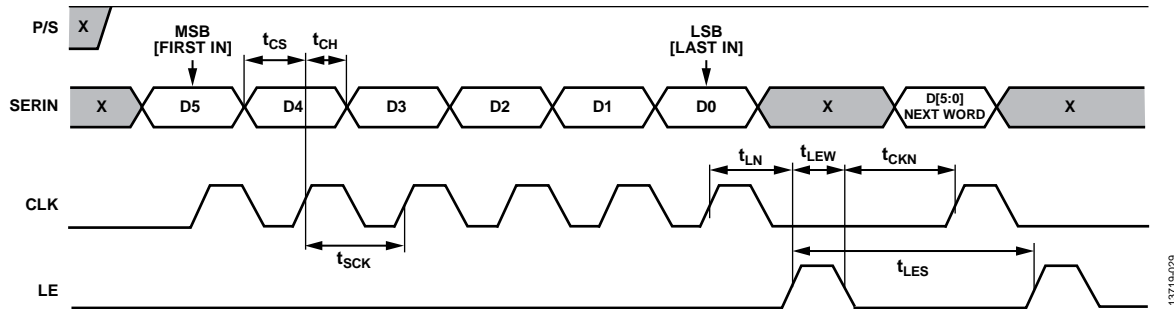 P/S
X
MSB
[FIRST IN]
tCS
tCH
LSB
[LAST IN]
SERIN
X
D5
D4
D3
D2
D1
D0
X
D[5:0]
NEXT WORD
X
tLN
tLEW
tCKN
CLK
tSCK
tLES
LE
13719-029